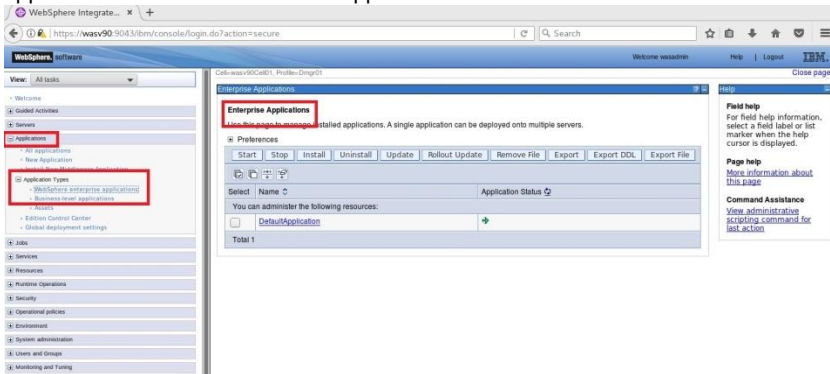 WebSphere Integrate... × +
https://wasv90:9043/ibm/console/login.do?action=secure
Search
WebSphere. software
Welcome wasadmin
Help | Logout
IBM.
View: All tasks
Cell=wasv90Cell01, Profile=Dmgr01
Close page
Welcome
Guided Activities
Servers
Applications
All applications
New Application
Application Types
WebSphere enterprise applications
Business-level applications
Assets
Edition Control Center
Global deployment settings
Jobs
Services
Resources
Runtime Operations
Security
Operational policies
Environment
System administration
Users and Groups
Monitoring and Tuning
Enterprise Applications
Enterprise Applications
Use this page to manage installed applications. A single application can be deployed onto multiple servers.
Preferences
Start Stop Install Uninstall Update Rollout Update Remove File Export Export DDL Export File
Select Name Application Status
You can administer the following resources:
DefaultApplication
Total 1
Help
Field help
For field help information,
select a field label or list
marker when the help
cursor is displayed.
Page help
More information about
this page
Command Assistance
View administrative
scripting command for
last action